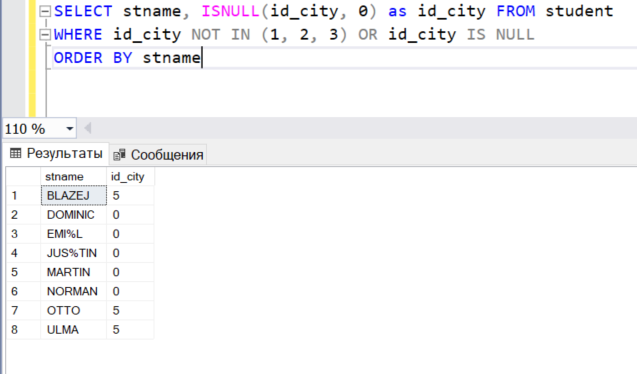 SELECT stname, ISNULL(id_city, 0) as id_city FROM student
WHERE id_city NOT IN (1, 2, 3) OR id_city IS NULL
ORDER BY stname
110 %
Результаты Сообщения
stname id_city
1 BLAZEJ 5
2 DOMINIC 0
3 EMI%L 0
4 JUS%TIN 0
5 MARTIN 0
6 NORMAN 0
7 OTTO 5
8 ULMA 5